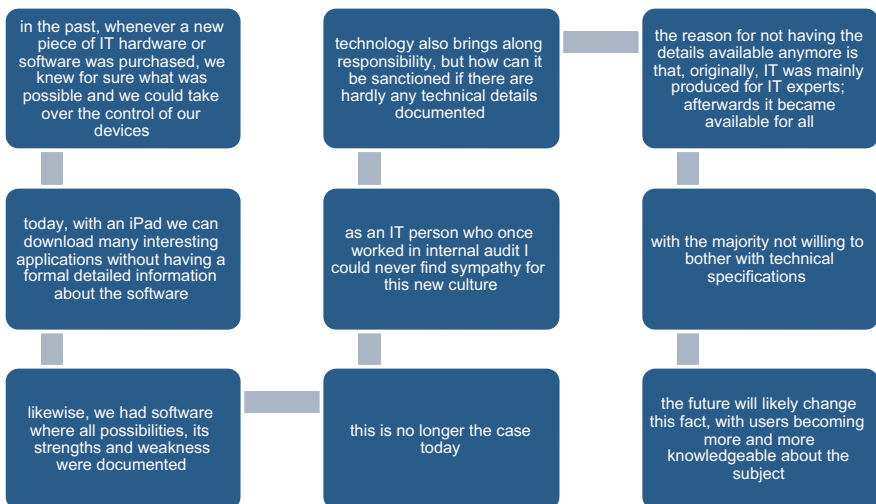 in the past, whenever a new
piece of IT hardware or
software was purchased, we
knew for sure what was
possible and we could take
over the control of our
devices
today, with an iPad we can
download many interesting
applications without having a
formal detailed information
about the software
likewise, we had software
where all possibilities, its
strengths and weakness
were documented
this is no longer the case
today
as an IT person who once
worked in internal audit I
could never find sympathy for
this new culture
technology also brings along
responsibility, but how can it
be sanctioned if there are
hardly any technical details
documented
the reason for not having the
details available anymore is
that, originally, IT was mainly
produced for IT experts;
afterwards it became
available for all
with the majority not willing to
bother with technical
specifications
the future will likely change
this fact, with users becoming
more and more
knowledgeable about the
subject